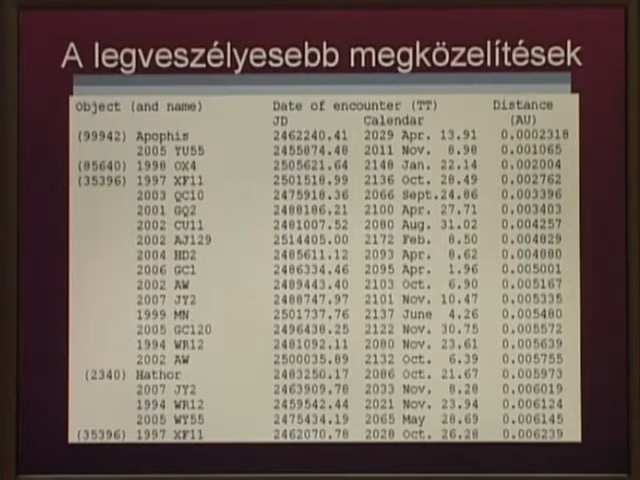 A legveszélyesebb megközelítések
Object (and name) Date of encounter (TT) Distance
JD Calendar (AU)
(99942) Apophis 2462240.41 2029 Apr. 13.91 0.0002318
2005 YU55 2455874.48 2011 Nov. 8.98 0.001065
(85640) 1998 OX4 2505621.64 2148 Jan. 22.14 0.002004
(35396) 1997 XF11 2501518.99 2136 Oct. 28.49 0.002762
2003 QC10 2475918.36 2066 Sept.24.86 0.003396
2001 GQ2 2488186.21 2100 Apr. 27.71 0.003403
2002 CU11 2481007.52 2080 Aug. 31.02 0.004257
2002 AJ129 2514405.00 2172 Feb. 8.50 0.004829
2004 HD2 2485611.12 2093 Apr. 8.62 0.004880
2006 GC1 2486334.46 2095 Apr. 1.96 0.005001
2002 AW 2489443.40 2103 Oct. 6.90 0.005167
2007 JY2 2488747.97 2101 Nov. 10.47 0.005335
1999 MN 2501737.76 2137 June 4.26 0.005480
2005 GC120 2496438.25 2122 Nov. 30.75 0.005572
1994 WR12 2481092.11 2080 Nov. 23.61 0.005639
2002 AW 2500035.89 2132 Oct. 6.39 0.005755
(2340) Hathor 2483250.17 2086 Oct. 21.67 0.005973
2007 JY2 2463909.78 2033 Nov. 8.28 0.006019
1994 WR12 2459542.44 2021 Nov. 23.94 0.006124
2005 WY55 2475434.19 2065 May 28.69 0.006145
(35396) 1997 XF11 2462070.78 2028 Oct. 26.28 0.006239